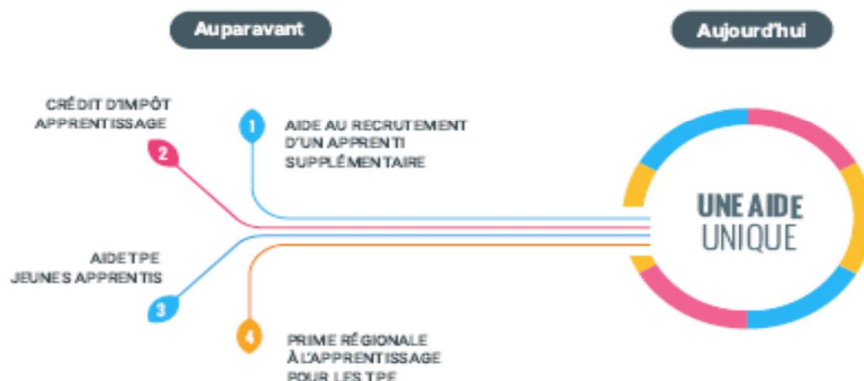 Auparavant
Aujourd'hui
CRÉDIT D'IMPÔT
APPRENTISSAGE
2
1
AIDE AU RECRUTEMENT
D'UN APPRENTI
SUPPLÉMENTAIRE
UNE AIDE
UNIQUE
AIDE TPE
JEUNES APPRENTIS
3
4
PRIME RÉGIONALE
À L'APPRENTISSAGE
POUR LES TPE